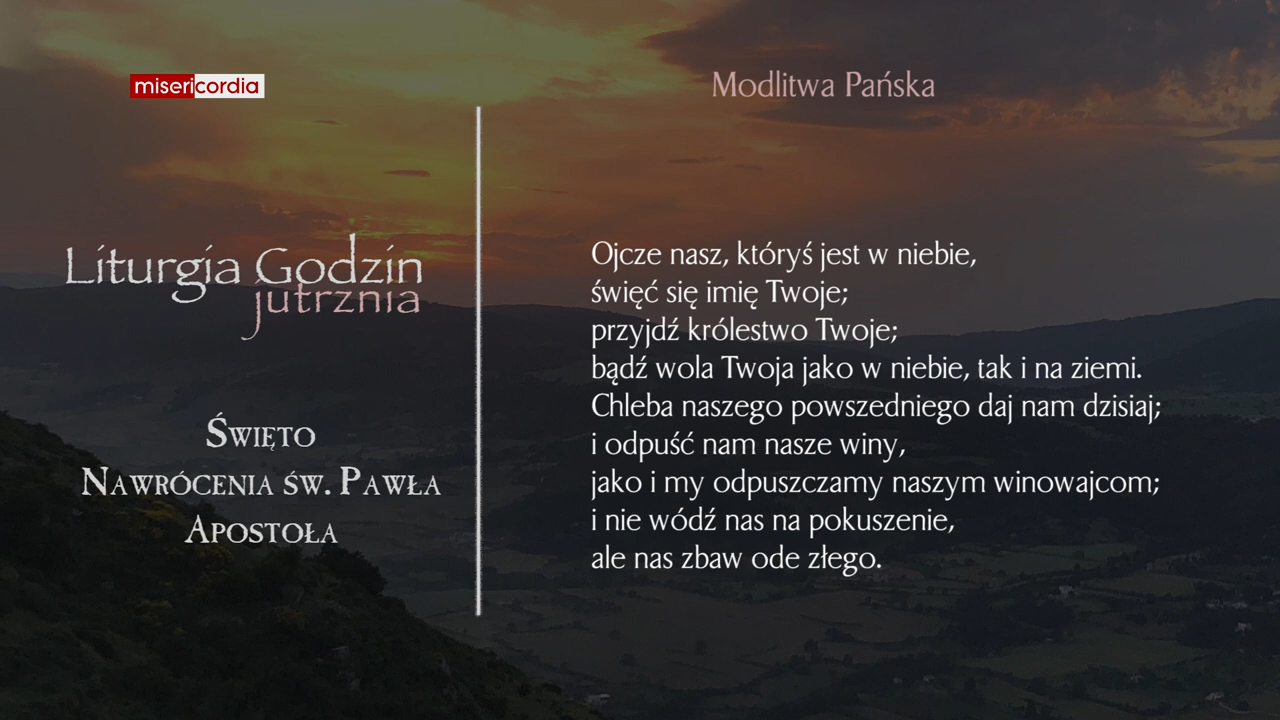 misericordia
Liturgia Godzin
jutrznia
Święto
Nawrócenia św. Pawła
Apostoła
Modlitwa Pańska
Ojcze nasz, któryś jest w niebie,
święć się imię Twoje;
przyjdź królestwo Twoje;
bądź wola Twoja jako w niebie, tak i na ziemi.
Chleba naszego powszedniego daj nam dzisiaj;
i odpuść nam nasze winy,
jako i my odpuszczamy naszym winowajcom;
i nie wódź nas na pokuszenie,
ale nas zbaw ode złego.